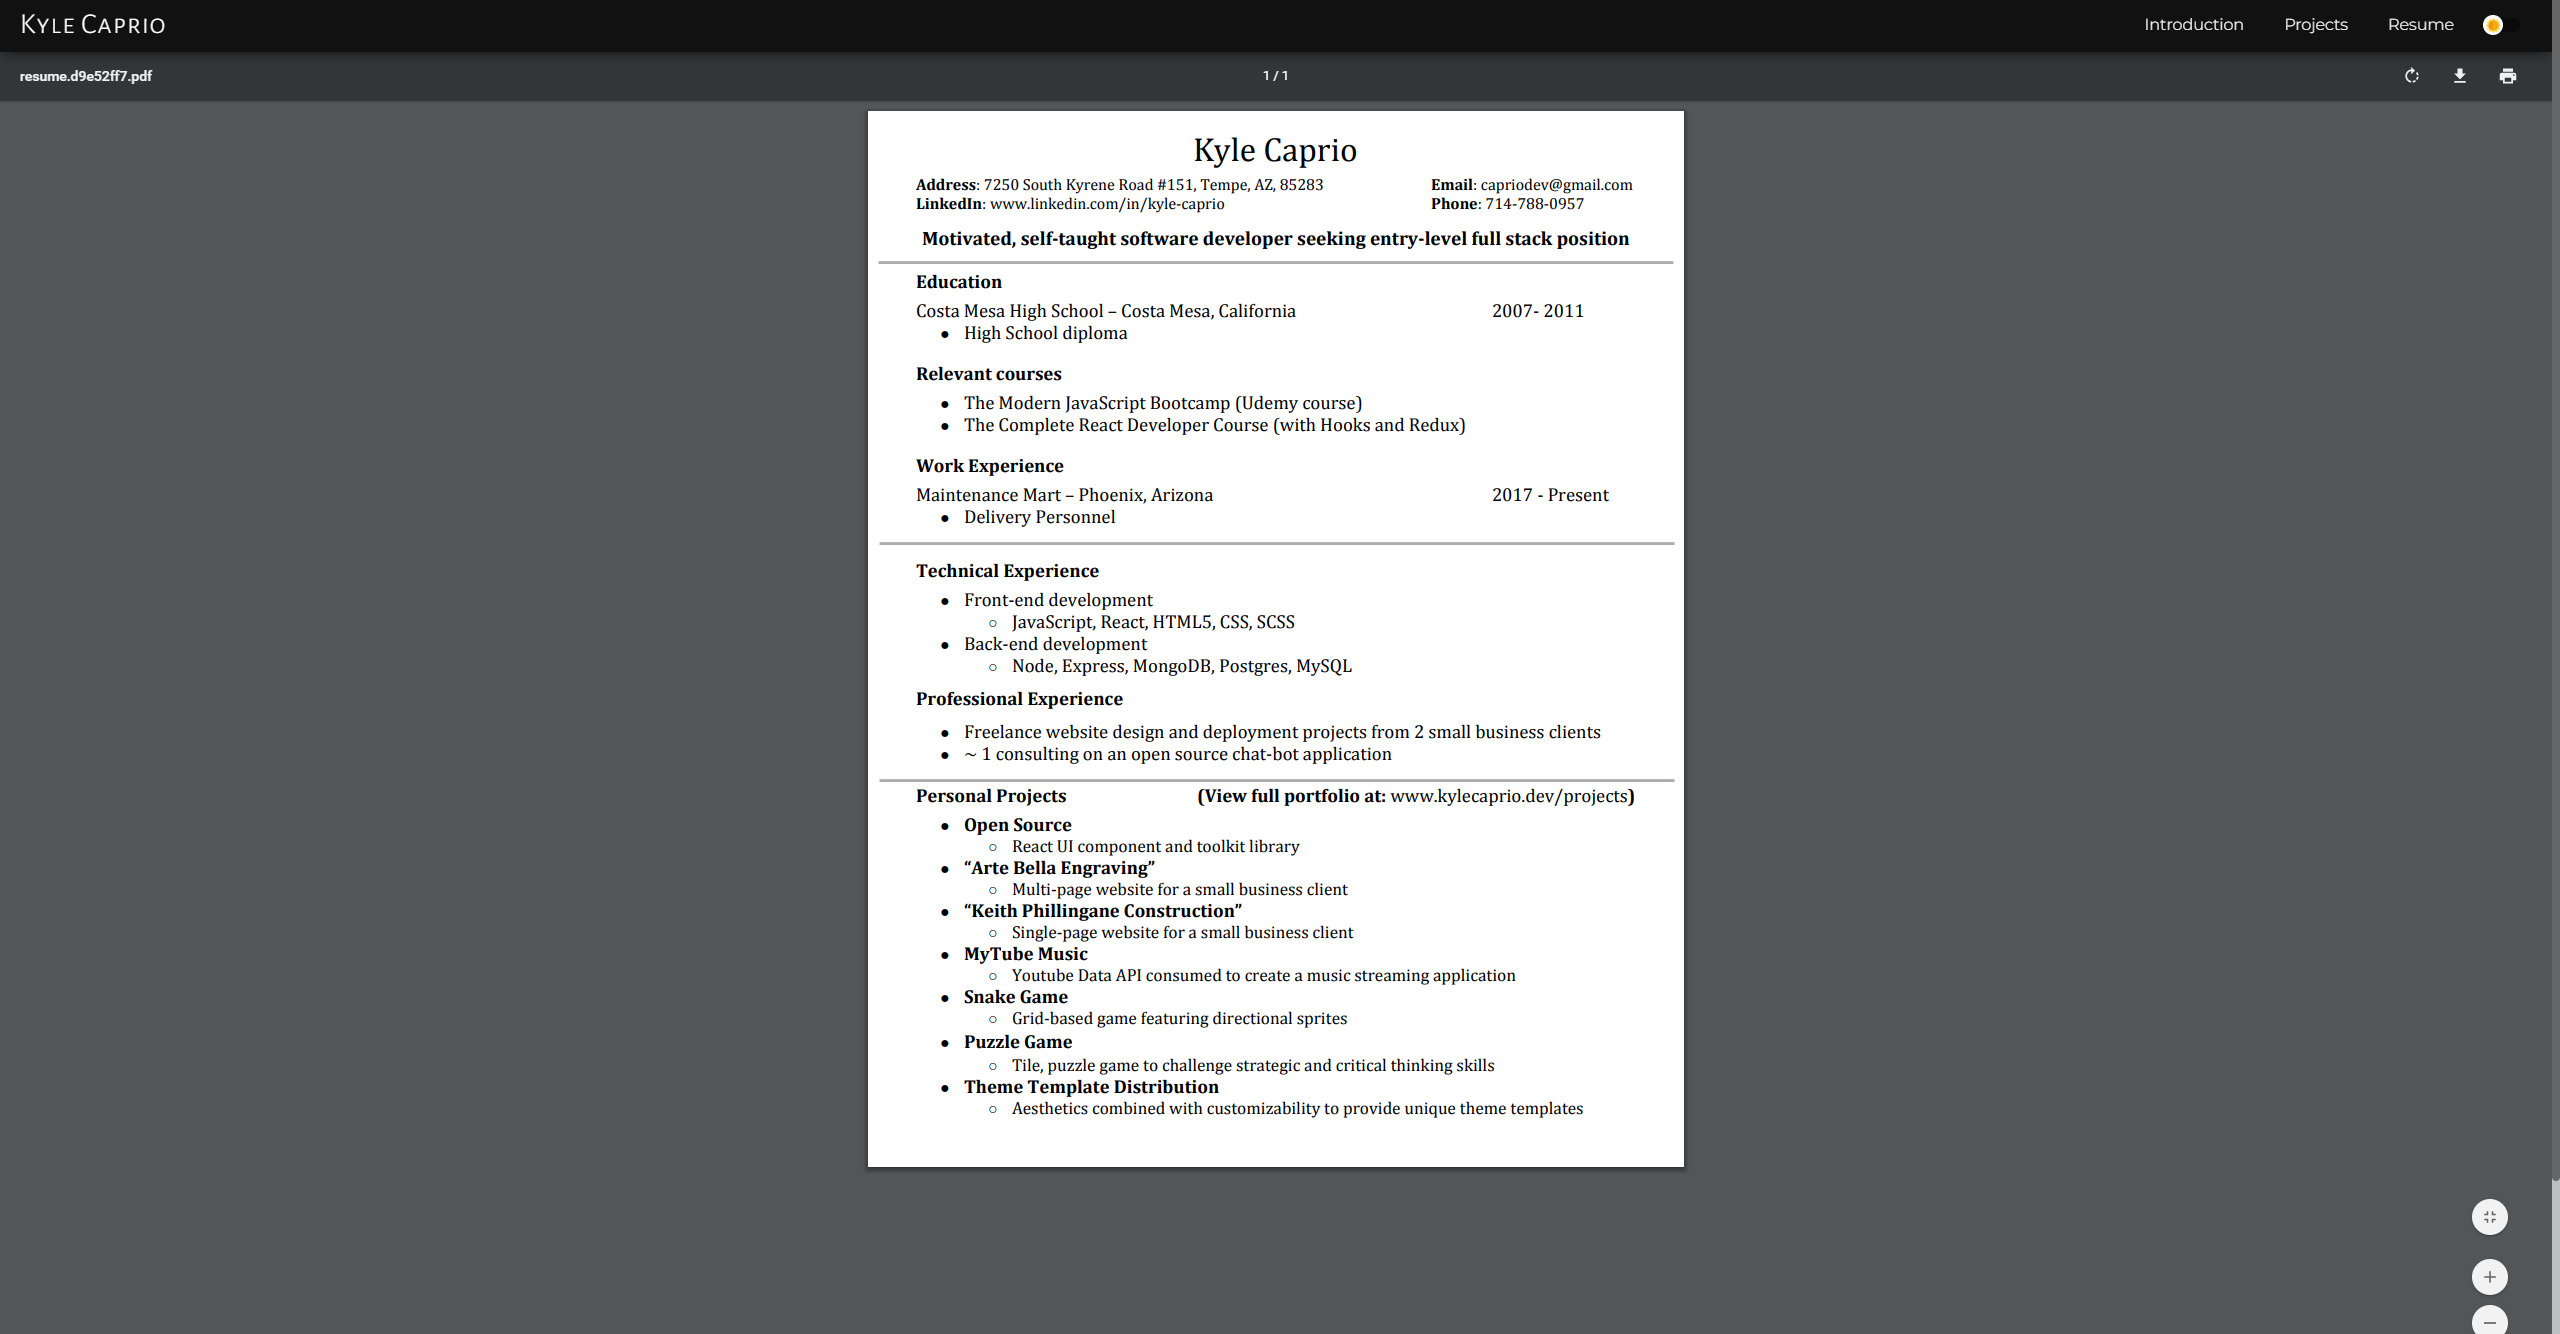 KYLE CAPRIO
Introduction Projects Resume
resume.d9e52ff7.pdf 1 / 1
Kyle Caprio
Address: 7250 South Kyrene Road #151, Tempe, AZ, 85283 Email: capriodev@gmail.com
LinkedIn: www.linkedin.com/in/kyle-caprio Phone: 714-788-0957
Motivated, self-taught software developer seeking entry-level full stack position
Education
Costa Mesa High School – Costa Mesa, California 2007- 2011
● High School diploma
Relevant courses
● The Modern JavaScript Bootcamp (Udemy course)
● The Complete React Developer Course (with Hooks and Redux)
Work Experience
Maintenance Mart – Phoenix, Arizona 2017 - Present
● Delivery Personnel
Technical Experience
● Front-end development
○ JavaScript, React, HTML5, CSS, SCSS
● Back-end development
○ Node, Express, MongoDB, Postgres, MySQL
Professional Experience
● Freelance website design and deployment projects from 2 small business clients
● ~ 1 consulting on an open source chat-bot application
Personal Projects (View full portfolio at: www.kylecaprio.dev/projects)
● Open Source
○ React UI component and toolkit library
● “Arte Bella Engraving”
○ Multi-page website for a small business client
● “Keith Phillingane Construction”
○ Single-page website for a small business client
● MyTube Music
○ Youtube Data API consumed to create a music streaming application
● Snake Game
○ Grid-based game featuring directional sprites
● Puzzle Game
○ Tile, puzzle game to challenge strategic and critical thinking skills
● Theme Template Distribution
○ Aesthetics combined with customizability to provide unique theme templates